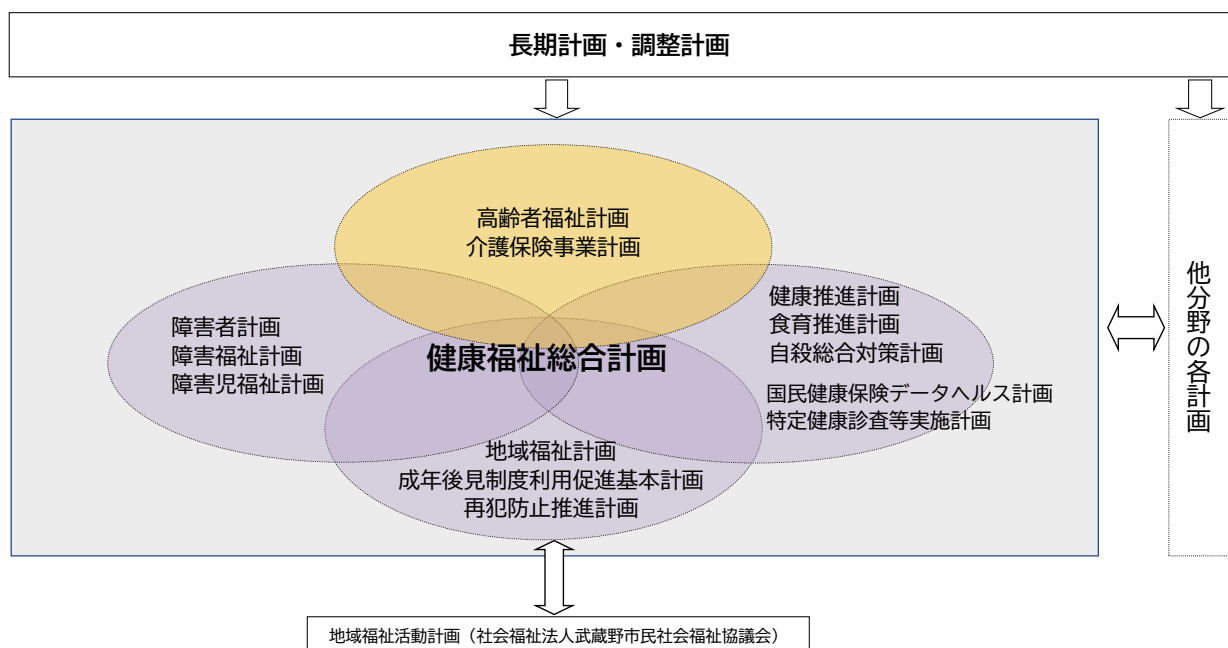 長期計画・調整計画
高齢者福祉計画
介護保険事業計画
障害者計画
障害福祉計画
障害児福祉計画
健康福祉総合計画
健康推進計画
食育推進計画
自殺総合対策計画
国民健康保険データヘルス計画
特定健康診査等実施計画
地域福祉計画
成年後見制度利用促進基本計画
再犯防止推進計画
他分野の各計画
地域福祉活動計画（社会福祉法人武蔵野市民社会福祉協議会）